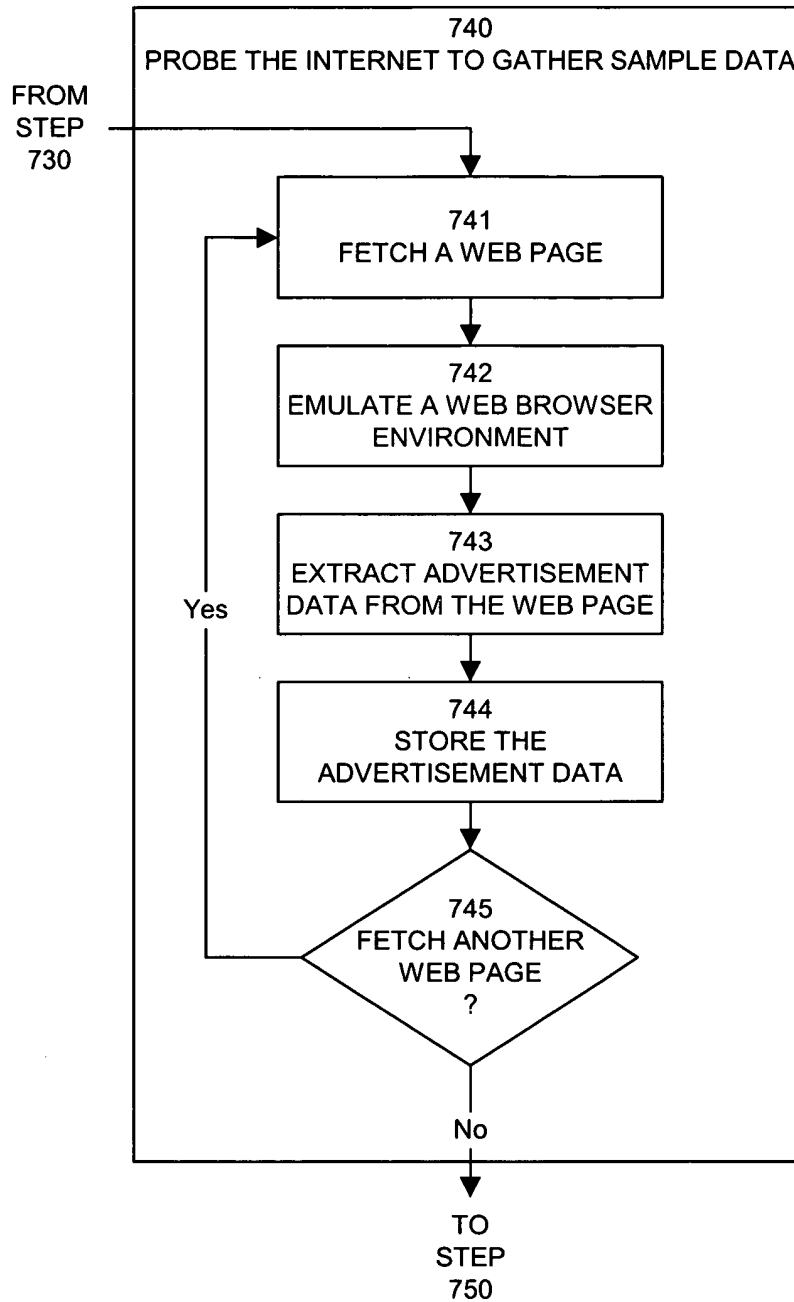 740
PROBE THE INTERNET TO GATHER SAMPLE DATA
FROM
STEP
730
741
FETCH A WEB PAGE
742
EMULATE A WEB BROWSER
ENVIRONMENT
743
EXTRACT ADVERTISEMENT
DATA FROM THE WEB PAGE
Yes
744
STORE THE
ADVERTISEMENT DATA
745
FETCH ANOTHER
WEB PAGE
?
No
TO
STEP
750